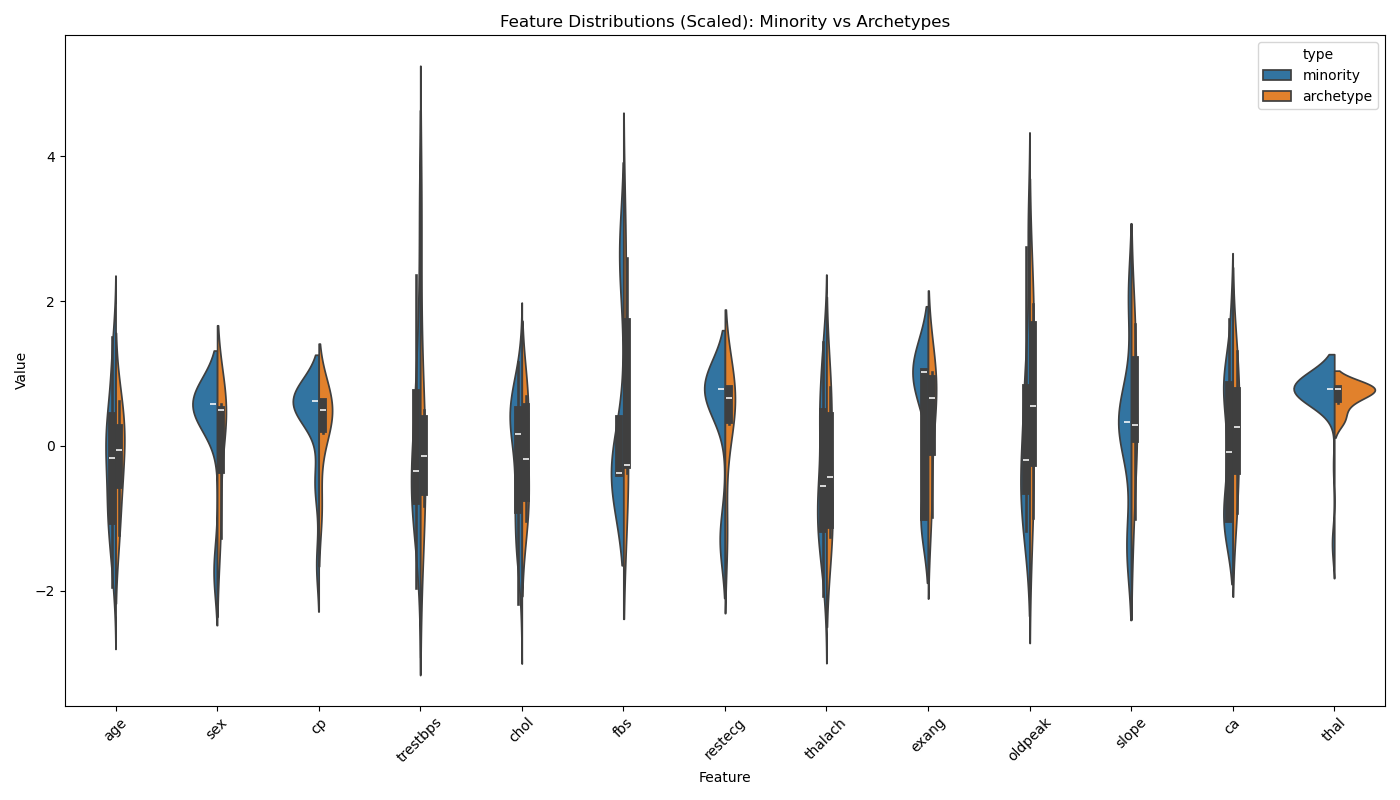 Feature Distributions (Scaled): Minority vs Archetypes
type
minority
archetype
Value
4
2
0
−2
age
sex
cp
trestbps
chol
fbs
restecg
thalach
exang
oldpeak
slope
ca
thal
Feature